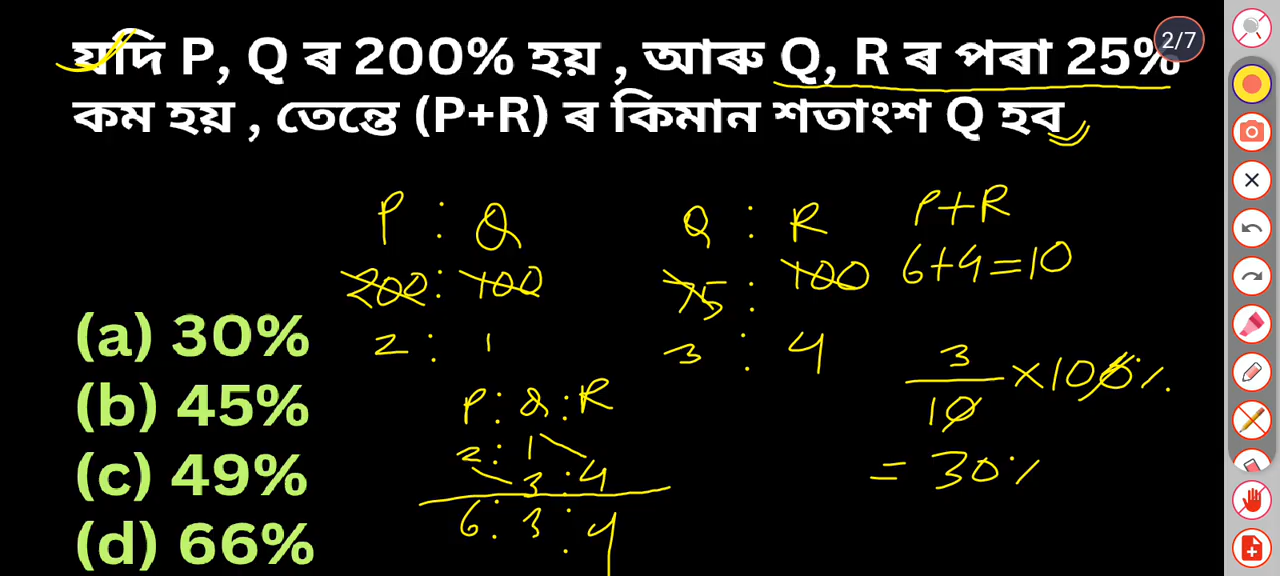 যদি P, Q ৰ 200% হয় , আৰু Q, R ৰ পৰা 25%
2/7
কম হয় , তেন্তে (P+R) ৰ কিমান শতাংশ Q হব
P : Q
200 : 100
2 : 1
Q : R
75 : 100
3 : 4
P+R
6+4=10
3/10 ×100%
= 30%
P : Q : R
2 : 1
3 : 4
6 : 3 : 4
(a) 30%
(b) 45%
(c) 49%
(d) 66%